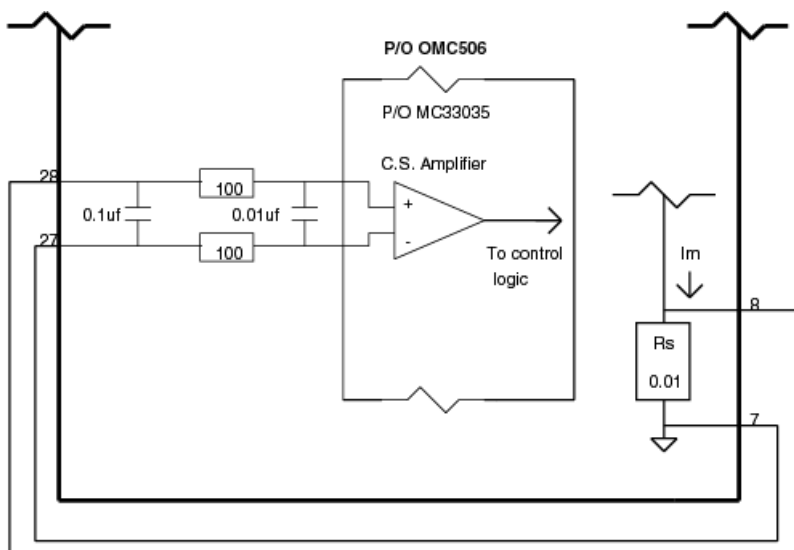 P/O OMC506
P/O MC33035
C.S. Amplifier
28
100
0.1uf
0.01uf
+
-
27
100
To control
logic
Im
8
Rs
0.01
7